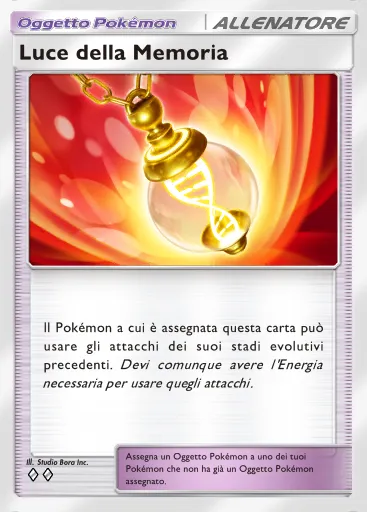 Oggetto Pokémon
ALLENATORE
Luce della Memoria
Il Pokémon a cui è assegnata questa carta può
usare gli attacchi dei suoi stadi evolutivi
precedenti. Devi comunque avere l'Energia
necessaria per usare quegli attacchi.
Ill. Studio Bora Inc.
Assegna un Oggetto Pokémon a uno dei tuoi
Pokémon che non ha già un Oggetto Pokémon
assegnato.